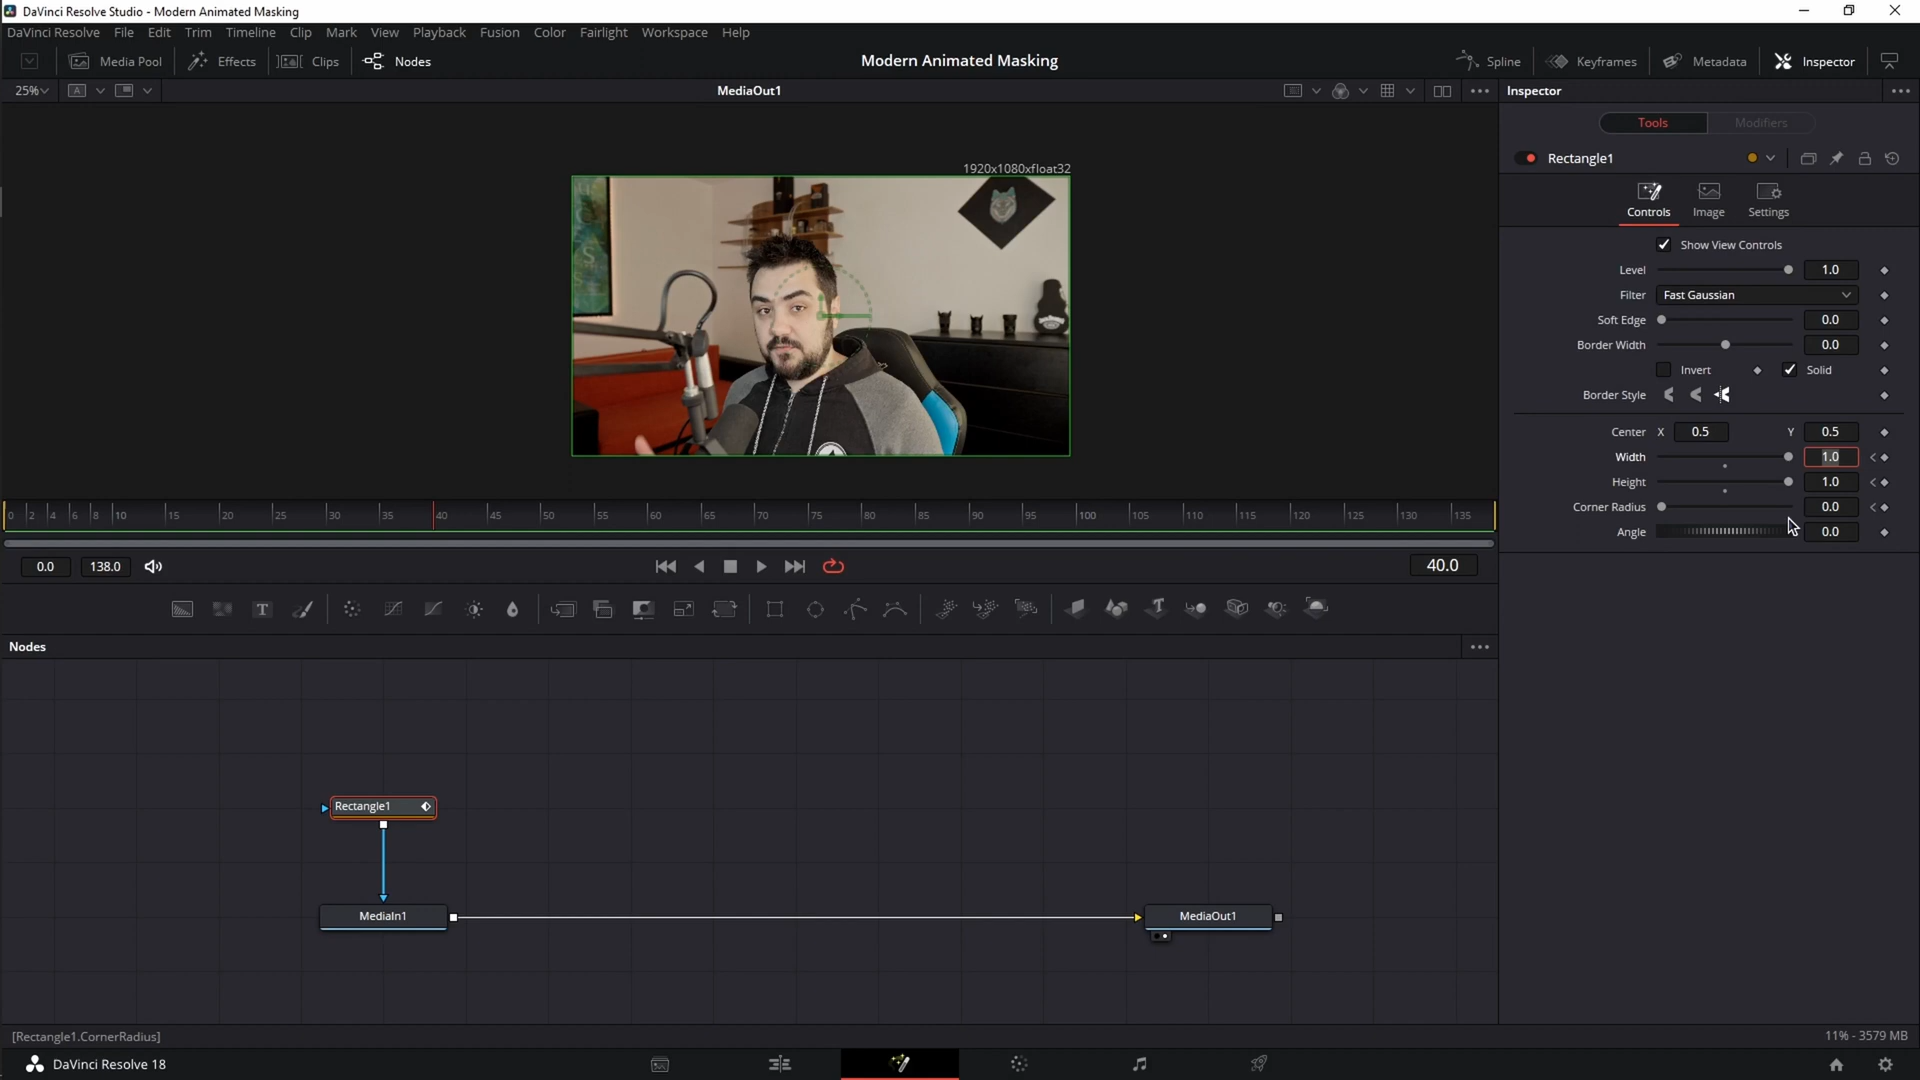 DaVinci Resolve Studio - Modern Animated Masking
DaVinci Resolve File Edit Trim Timeline Clip Mark View Playback Fusion Color Fairlight Workspace Help
Media Pool Effects Clips Nodes Modern Animated Masking Spline Keyframes Metadata Inspector
25% A MediaOut1 Inspector
Tools Modifiers
1920x1080xfloat32
Rectangle1
Controls Image Settings
Show View Controls
Level 1.0
Filter Fast Gaussian
Soft Edge 0.0
Border Width 0.0
Invert Solid
Border Style
Center X 0.5 Y 0.5
Width 1.0
Height 1.0
Corner Radius 0.0
Angle 0.0
0 2 4 6 8 10 15 20 25 30 35 40 45 50 55 60 65 70 75 80 85 90 95 100 105 110 115 120 125 130 135
0.0 138.0 40.0
T T
Nodes
Rectangle1
MediaIn1 MediaOut1
[Rectangle1.CornerRadius] 11% - 3579 MB
DaVinci Resolve 18